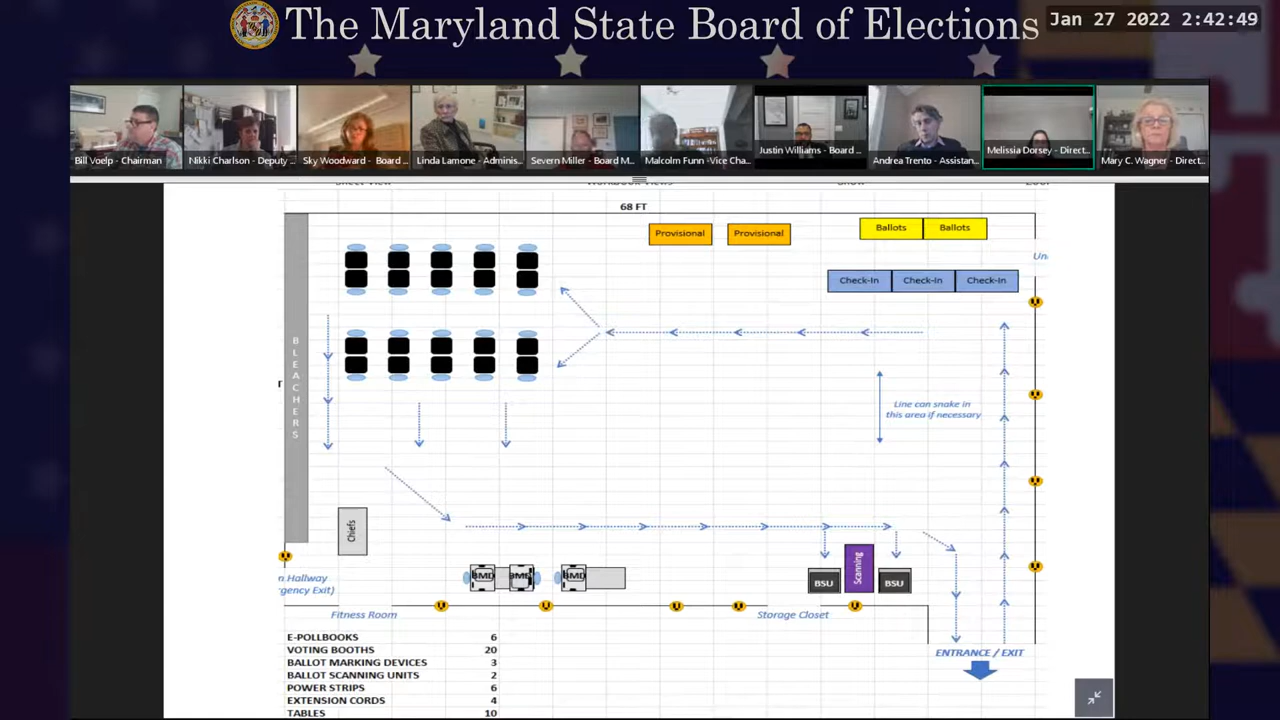 The Maryland State Board of Elections
Jan 27 2022 2:42:49
Bill Voelp - Chairman
Nikki Charlson - Deputy ...
Sky Woodward - Board ...
Linda Lamone - Adminis...
Severn Miller - Board M...
Malcolm Funn -Vice Cha...
Justin Williams - Board ...
Andrea Trento - Assistan...
Melissia Dorsey - Direct...
Mary C. Wagner - Direct...
68 FT
Provisional
Provisional
Ballots
Ballots
Check-In
Check-In
Check-In
BLEACHERS
Line can snake in
this area if necessary
Chiefs
BMD
BMD
BMD
BSU
Scanning
BSU
n Hallway
rgency Exit)
Fitness Room
Storage Closet
ENTRANCE / EXIT
E-POLLBOOKS 6
VOTING BOOTHS 20
BALLOT MARKING DEVICES 3
BALLOT SCANNING UNITS 2
POWER STRIPS 6
EXTENSION CORDS 4
TABLES 10